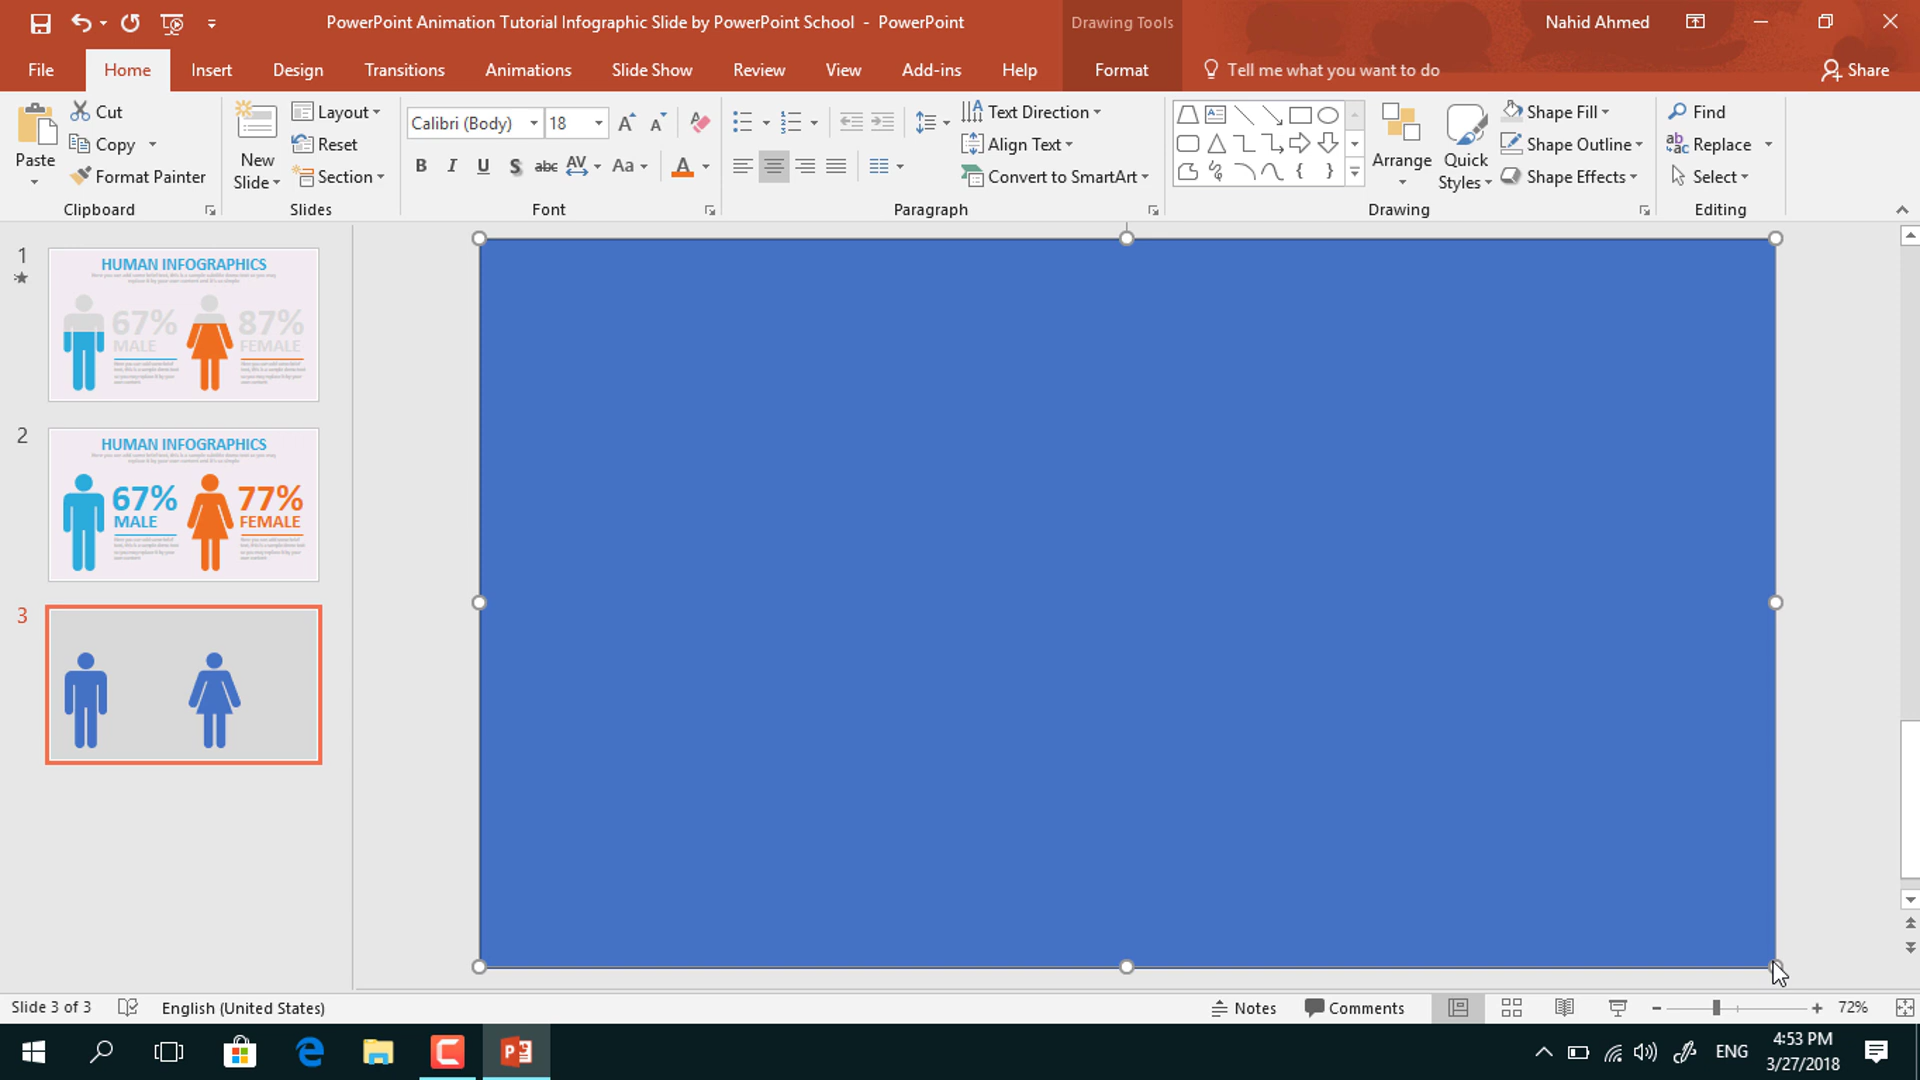 PowerPoint Animation Tutorial Infographic Slide by PowerPoint School - PowerPoint
Drawing Tools
Nahid Ahmed
File Home Insert Design Transitions Animations Slide Show Review View Add-ins Help Format Tell me what you want to do Share
Paste
Cut
Copy
Format Painter
Clipboard
New
Slide
Layout
Reset
Section
Slides
Calibri (Body) 18
B I U S abc AV Aa A
Font
Text Direction
Align Text
Convert to SmartArt
Paragraph
Arrange
Quick
Styles
Shape Fill
Shape Outline
Shape Effects
Drawing
Find
Replace
Select
Editing
1
HUMAN INFOGRAPHICS
67%
MALE
87%
FEMALE
2
HUMAN INFOGRAPHICS
67%
MALE
77%
FEMALE
3
Slide 3 of 3 English (United States) Notes Comments 72%
ENG
4:53 PM
3/27/2018